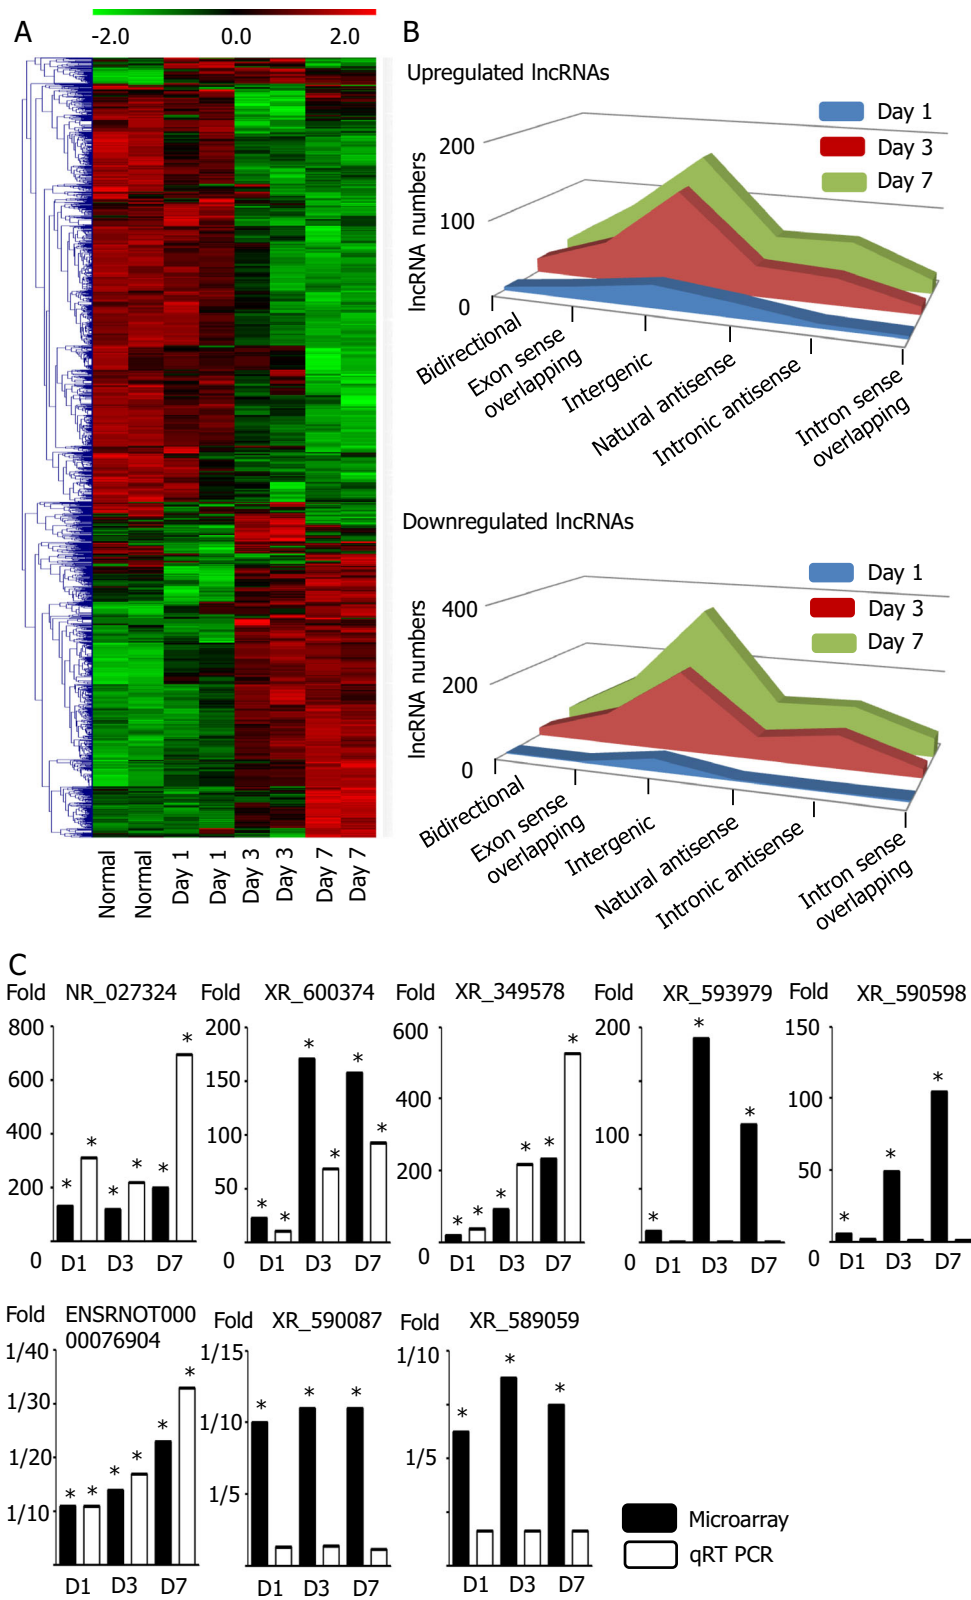 A
-2.0 0.0 2.0
Normal
Normal
Day 1
Day 1
Day 3
Day 3
Day 7
Day 7
B
Upregulated lncRNAs
Day 1
Day 3
Day 7
lncRNA numbers
200
100
0
Bidirectional
Exon sense
overlapping
Intergenic
Natural antisense
Intronic antisense
Intron sense
overlapping
Downregulated lncRNAs
Day 1
Day 3
Day 7
lncRNA numbers
400
200
0
Bidirectional
Exon sense
overlapping
Intergenic
Natural antisense
Intronic antisense
Intron sense
overlapping
C
Fold NR_027324
800
600
400
200
0
* * * * * *
D1 D3 D7
Fold XR_600374
200
150
100
50
0
* * * * * *
D1 D3 D7
Fold XR_349578
600
400
200
0
* * * * * *
D1 D3 D7
Fold XR_593979
200
100
0
* * *
D1 D3 D7
Fold XR_590598
150
100
50
0
* * *
D1 D3 D7
Fold ENSRNOT000
00076904
1/40
1/30
1/20
1/10
* * * * * *
D1 D3 D7
Fold XR_590087
1/15
1/10
1/5
* * *
D1 D3 D7
Fold XR_589059
1/10
1/5
* * *
D1 D3 D7
Microarray
qRT PCR